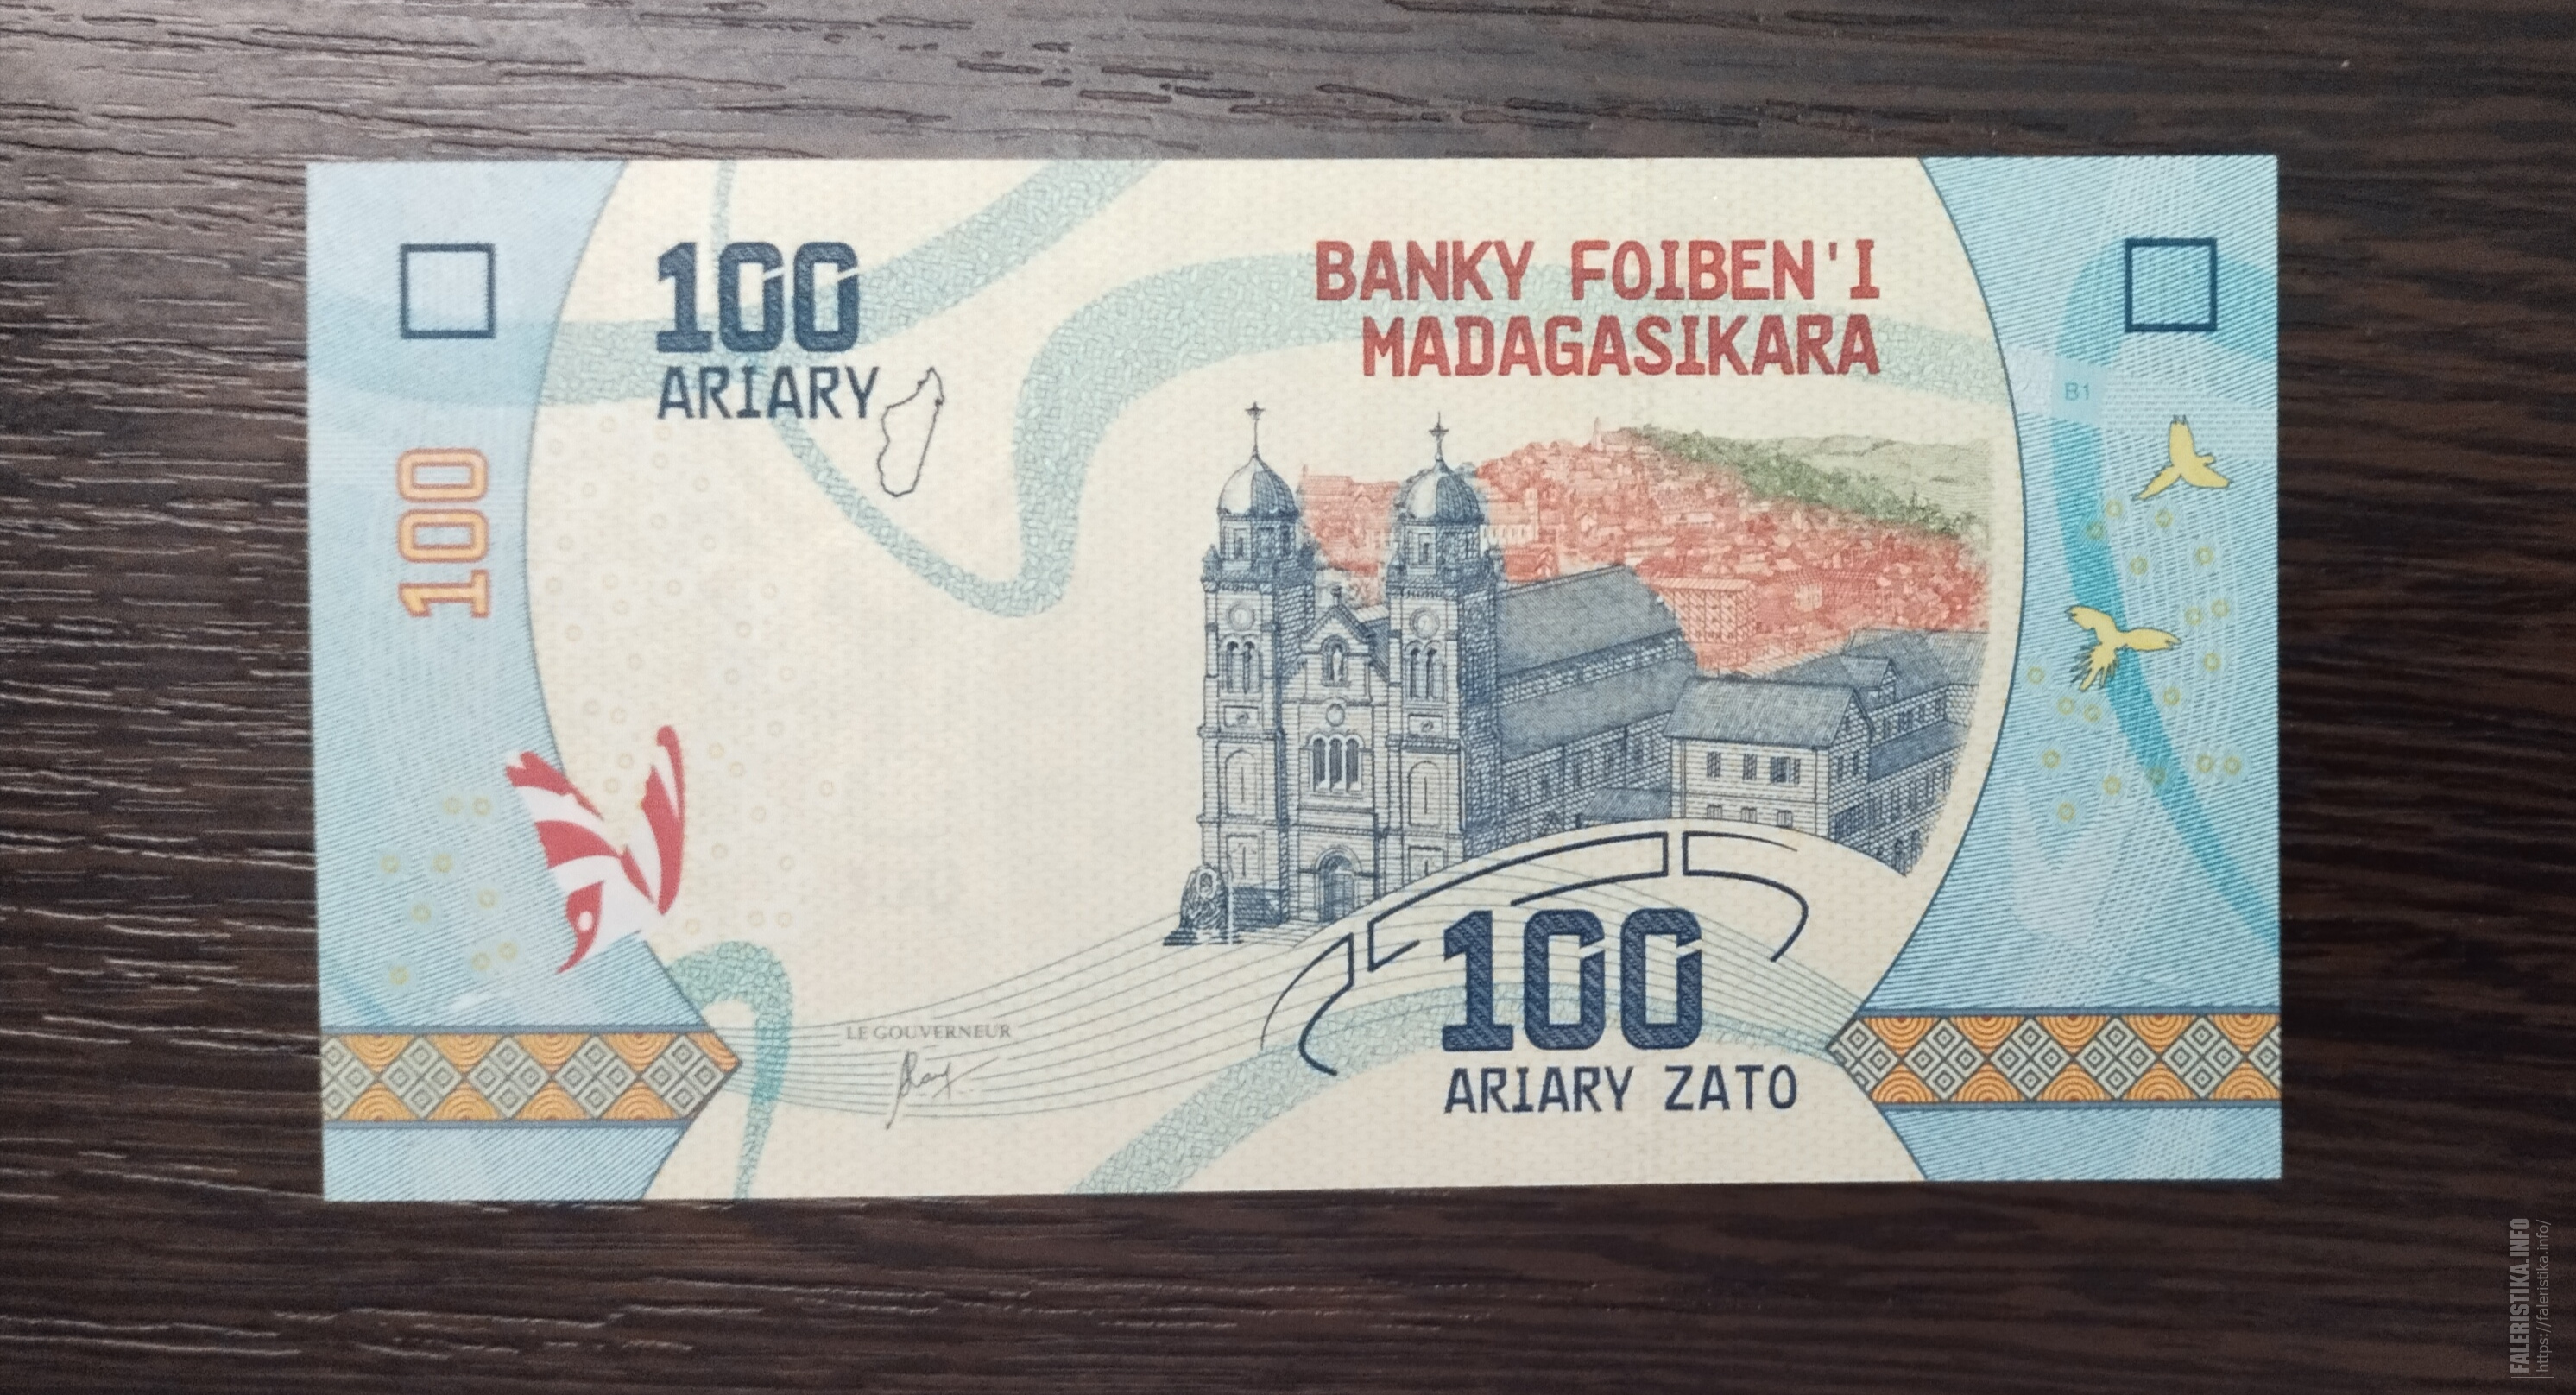 100
ARIARY
BANKY FOIBEN'I
MADAGASIKARA
B1
100
LE GOUVERNEUR
100
ARIARY ZATO
FALERISTIKA.INFO
https://faleristika.info/